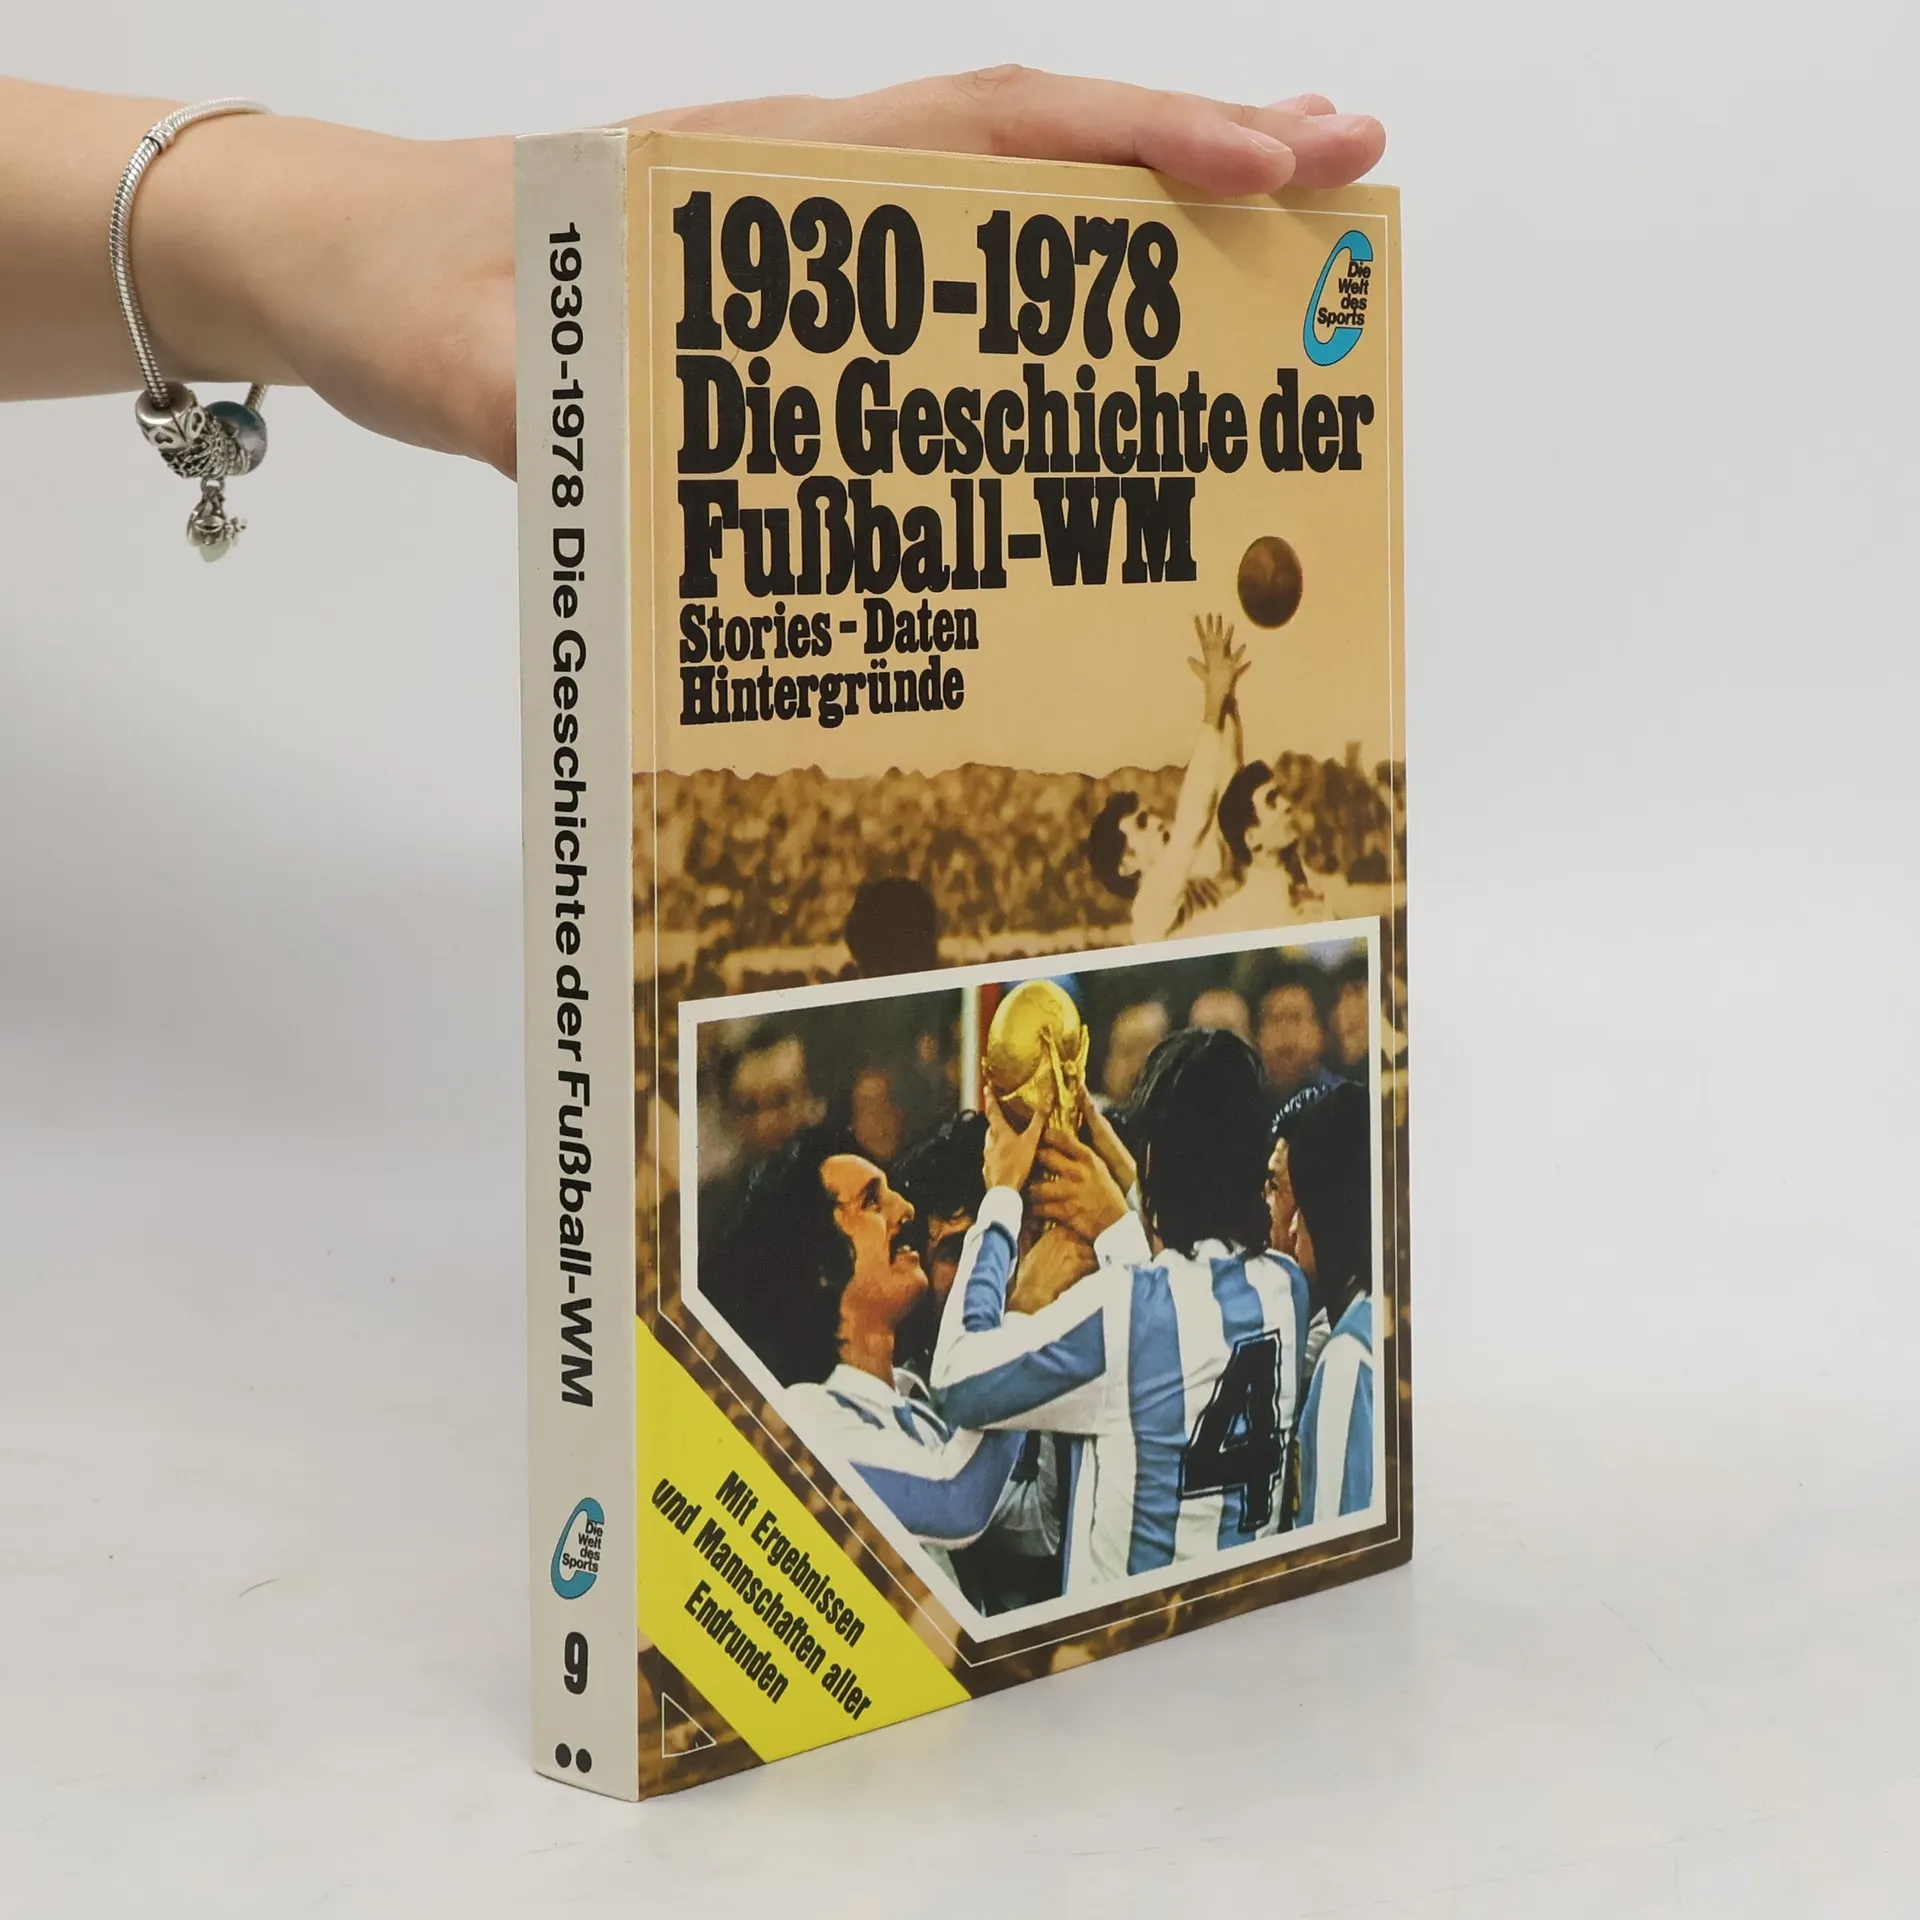 1930-1978 Die Geschichte der Fußball-WM
Die
Welt
des
Sports
9
1930-1978
Die Geschichte der
Fußball-WM
Stories - Daten
Hintergründe
Die
Welt
des
Sports
4
Mit Ergebnissen
und Mannschaften aller
Endrunden